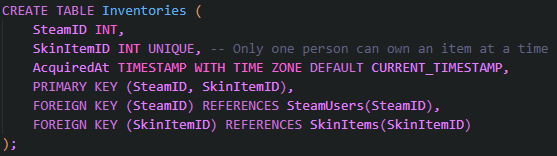 CREATE TABLE Inventories (
    SteamID INT,
    SkinItemID INT UNIQUE, -- Only one person can own an item at a time
    AcquiredAt TIMESTAMP WITH TIME ZONE DEFAULT CURRENT_TIMESTAMP,
    PRIMARY KEY (SteamID, SkinItemID),
    FOREIGN KEY (SteamID) REFERENCES SteamUsers(SteamID),
    FOREIGN KEY (SkinItemID) REFERENCES SkinItems(SkinItemID)
);